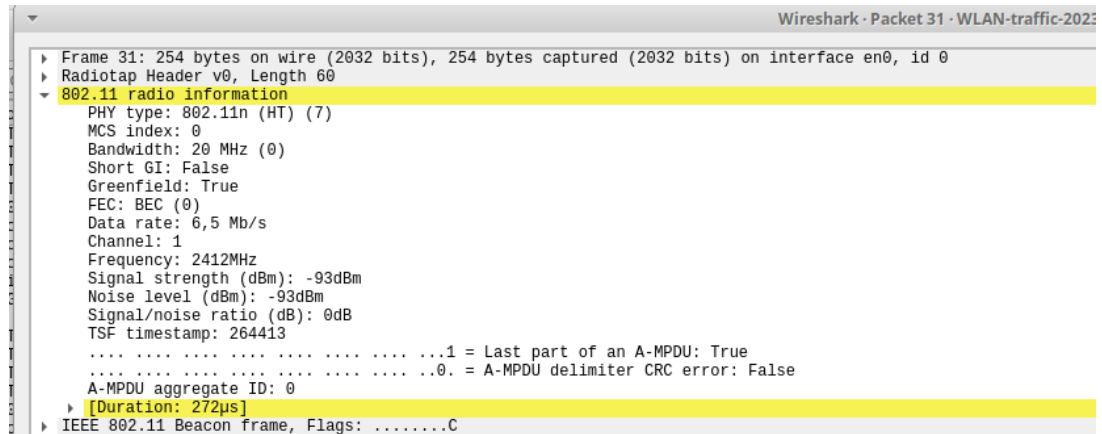 Wireshark · Packet 31 · WLAN-traffic-2023
Frame 31: 254 bytes on wire (2032 bits), 254 bytes captured (2032 bits) on interface en0, id 0
Radiotap Header v0, Length 60
802.11 radio information
PHY type: 802.11n (HT) (7)
MCS index: 0
Bandwidth: 20 MHz (0)
Short GI: False
Greenfield: True
FEC: BEC (0)
Data rate: 6,5 Mb/s
Channel: 1
Frequency: 2412MHz
Signal strength (dBm): -93dBm
Noise level (dBm): -93dBm
Signal/noise ratio (dB): 0dB
TSF timestamp: 264413
.... .... .... .... .... .... .... ...1 = Last part of an A-MPDU: True
.... .... .... .... .... .... .... ..0. = A-MPDU delimiter CRC error: False
A-MPDU aggregate ID: 0
[Duration: 272µs]
IEEE 802.11 Beacon frame, Flags: ........C